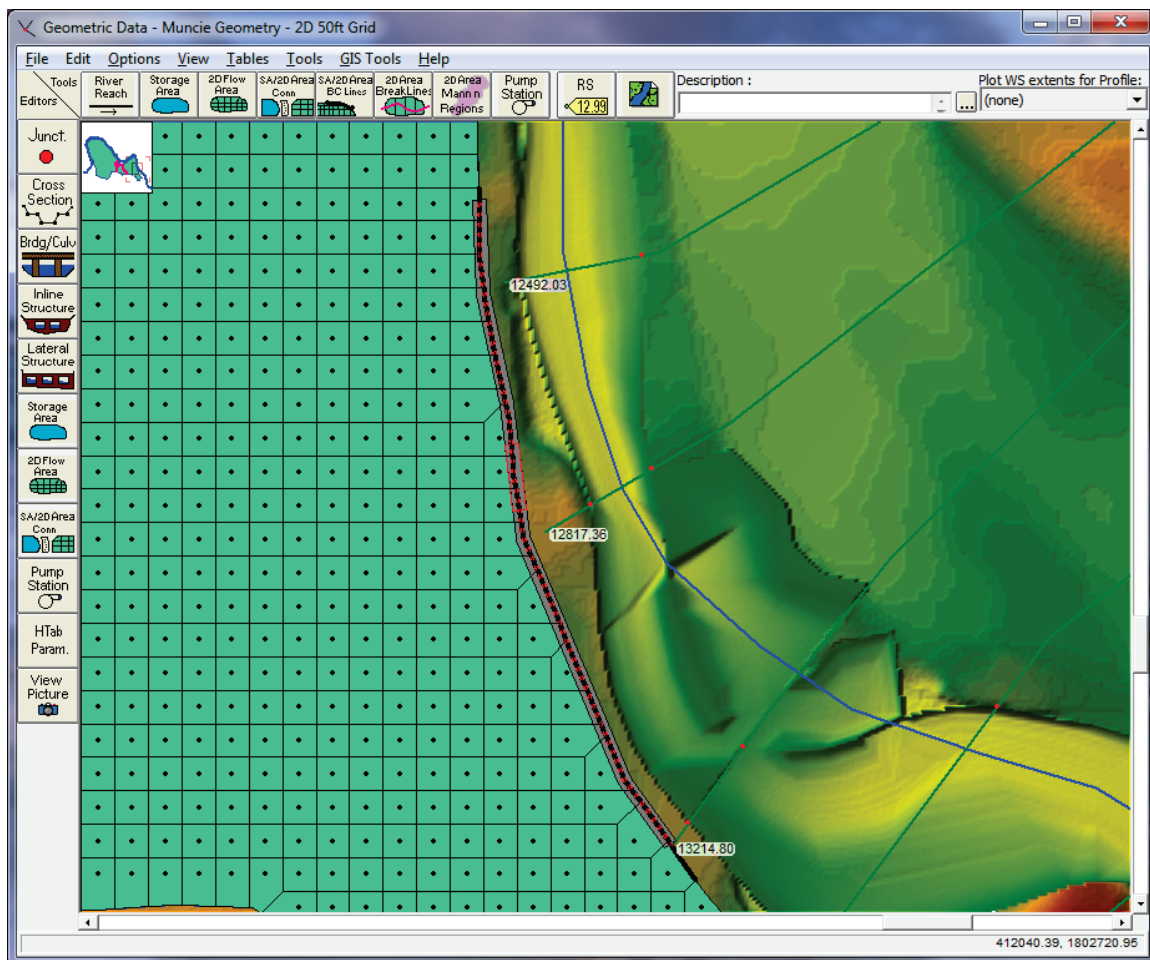 Geometric Data - Muncie Geometry - 2D 50ft Grid
File Edit Options View Tables Tools GIS Tools Help
Tools
Editors
River
Reach
Storage
Area
2D Flow
Area
SA/2D Area
Conn
SA/2D Area
BC Lines
2D Area
BreakLines
2D Area
Mann n
Regions
Pump
Station
RS
12.99
Description :
...
Plot WS extents for Profile:
(none)
Junct.
Cross
Section
Brdg/Culv
Inline
Structure
Lateral
Structure
Storage
Area
2D Flow
Area
SA/2D Area
Conn
Pump
Station
HTab
Param.
View
Picture
12492.03
12817.36
13214.80
412040.39, 1802720.95